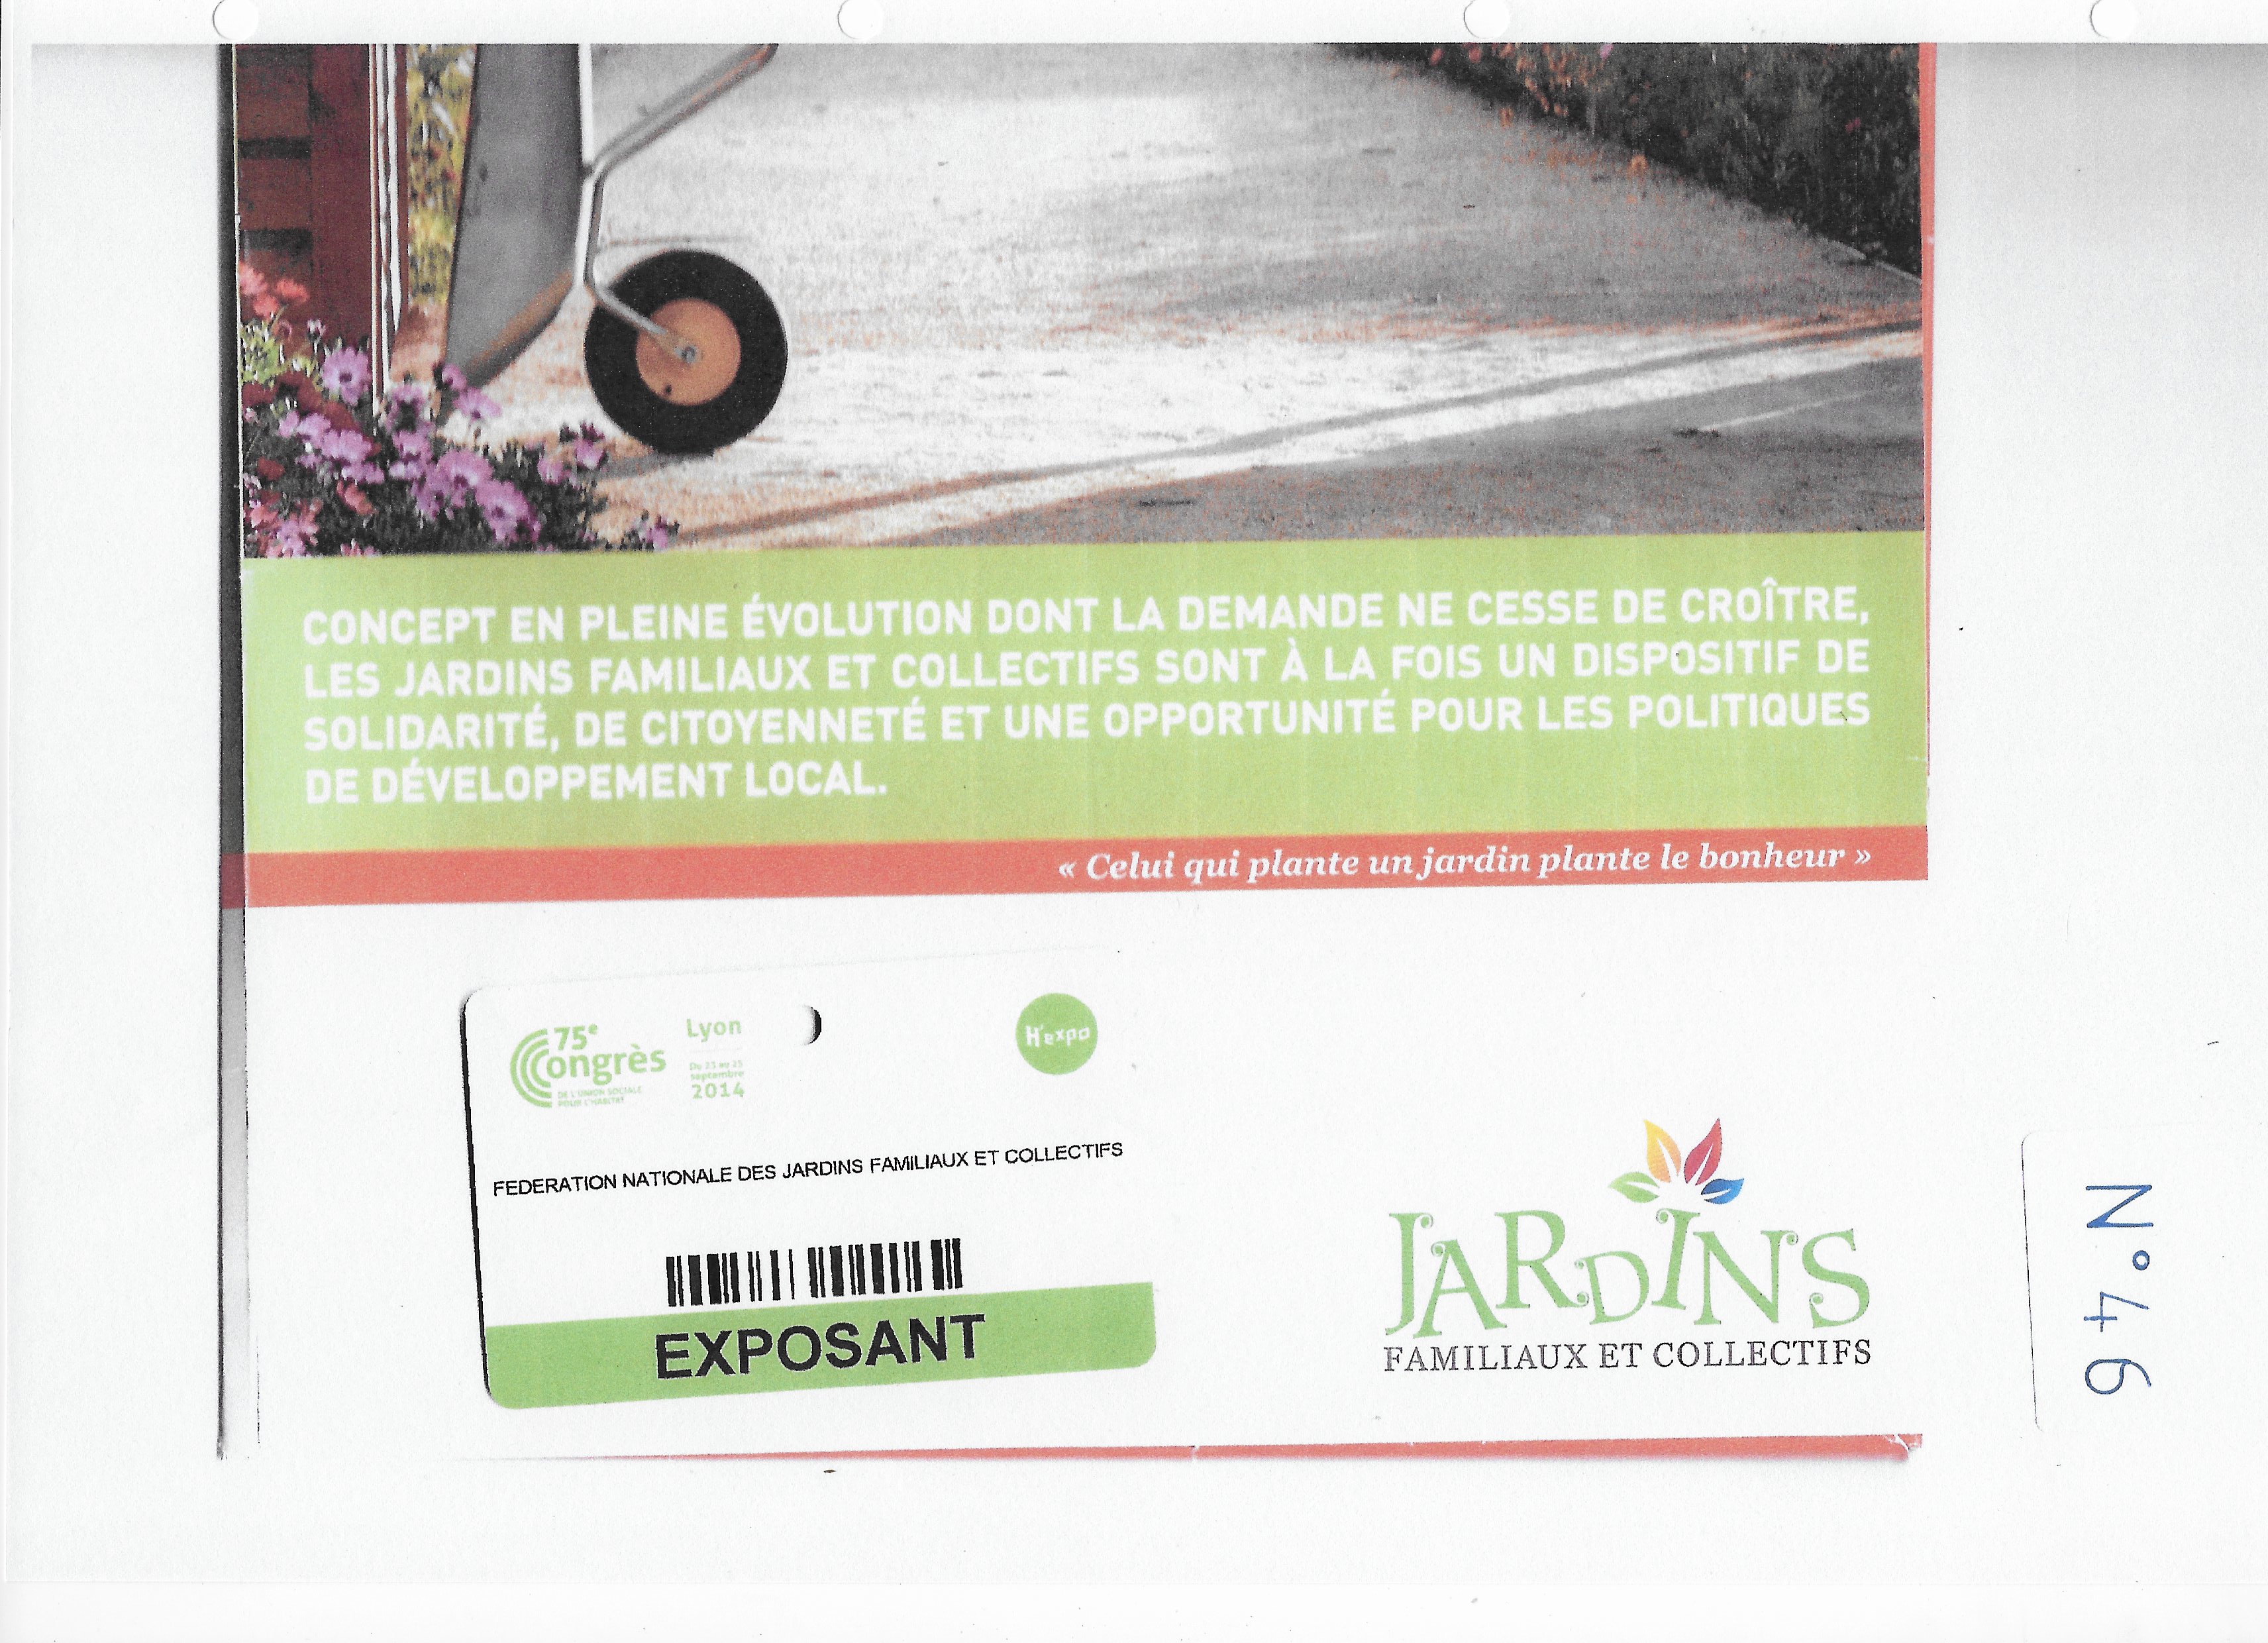 CONCEPT EN PLEINE ÉVOLUTION DONT LA DEMANDE NE CESSE DE CROÎTRE,
LES JARDINS FAMILIAUX ET COLLECTIFS SONT À LA FOIS UN DISPOSITIF DE
SOLIDARITÉ, DE CITOYENNETÉ ET UNE OPPORTUNITÉ POUR LES POLITIQUES
DE DÉVELOPPEMENT LOCAL.
« Celui qui plante un jardin plante le bonheur »
75e
Congrès
DE L'UNION SOCIALE
POUR L'HABITAT
Lyon
Du 23 au 25
septembre
2014
H'expo
FEDERATION NATIONALE DES JARDINS FAMILIAUX ET COLLECTIFS
EXPOSANT
JARDINS
FAMILIAUX ET COLLECTIFS
N° 46